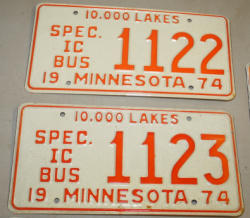 10.000 LAKES
SPEC.
IC
BUS
1122
19 MINNESOTA 74
10.000 LAKES
SPEC.
IC
BUS
1123
19 MINNESOTA 74